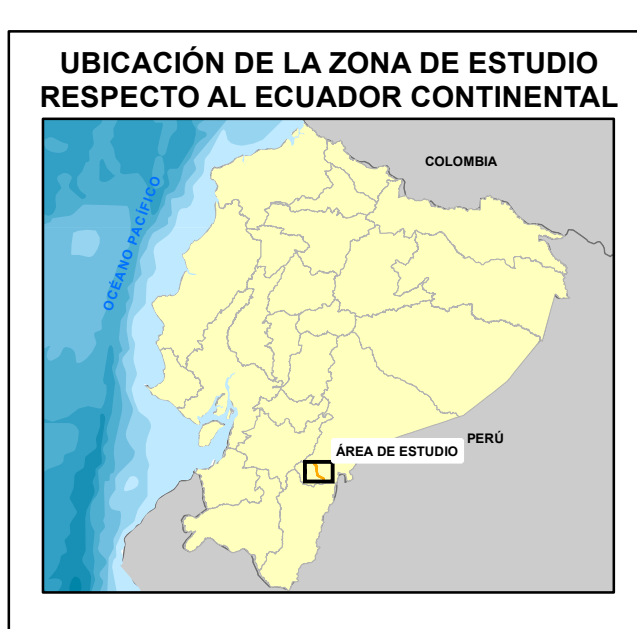 UBICACIÓN DE LA ZONA DE ESTUDIO
RESPECTO AL ECUADOR CONTINENTAL
COLOMBIA
OCÉANO PACÍFICO
PERÚ
ÁREA DE ESTUDIO